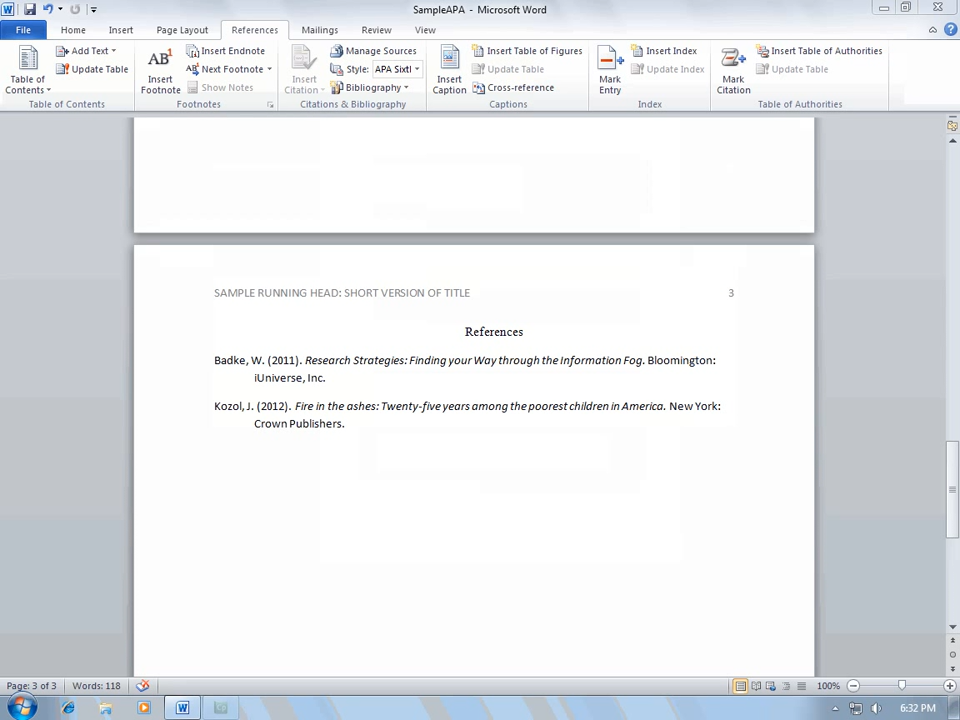 SampleAPA - Microsoft Word
File Home Insert Page Layout References Mailings Review View
Table of Contents
Add Text
Update Table
Table of Contents
Insert Footnote
Insert Endnote
Next Footnote
Show Notes
Footnotes
Insert Citation
Manage Sources
Style: APA Sixtl
Bibliography
Citations & Bibliography
Insert Caption
Insert Table of Figures
Update Table
Cross-reference
Captions
Mark Entry
Insert Index
Update Index
Index
Mark Citation
Insert Table of Authorities
Update Table
Table of Authorities
SAMPLE RUNNING HEAD: SHORT VERSION OF TITLE 3
References
Badke, W. (2011). Research Strategies: Finding your Way through the Information Fog. Bloomington:
iUniverse, Inc.
Kozol, J. (2012). Fire in the ashes: Twenty-five years among the poorest children in America. New York:
Crown Publishers.
Page: 3 of 3 Words: 118 100%
6:32 PM